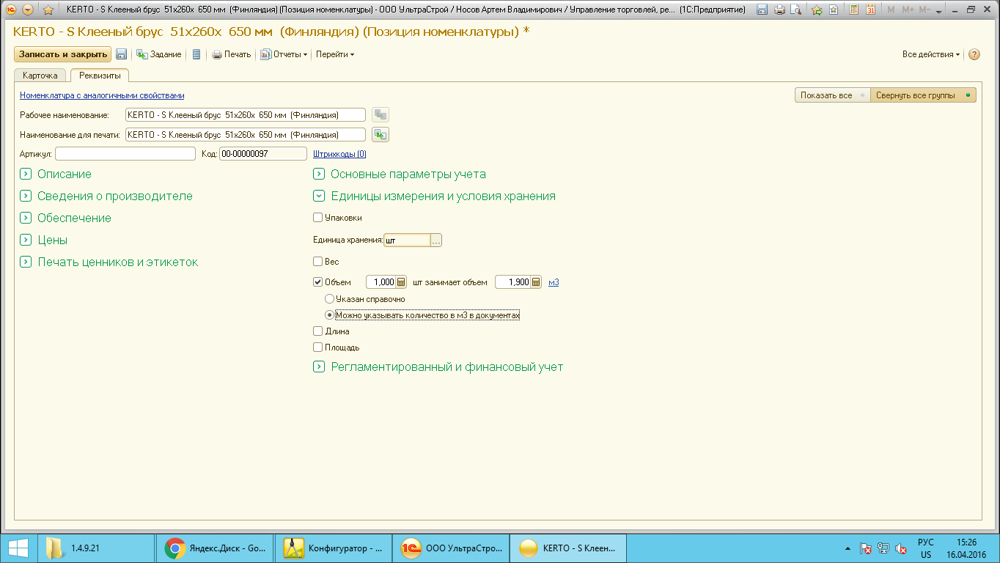 KERTO - S Клееный брус 51х260х 650 мм (Финляндия) (Позиция номенклатуры) - ООО УльтраСтрой / Носов Артем Владимирович / Управление торговлей, ре... (1С:Предприятие)
M M+ M-
KERTO - S Клееный брус 51х260х 650 мм (Финляндия) (Позиция номенклатуры) *
Записать и закрыть Задание Печать Отчеты Перейти Все действия ?
Карточка Реквизиты
Номенклатура с аналогичными свойствами Показать все Свернуть все группы
Рабочее наименование: KERTO - S Клееный брус 51х260х 650 мм (Финляндия)
Наименование для печати: KERTO - S Клееный брус 51х260х 650 мм (Финляндия)
Артикул: Код: 00-00000097 Штрихкоды (0)
Описание Основные параметры учета
Сведения о производителе Единицы измерения и условия хранения
Обеспечение Упаковки
Цены Единица хранения: шт ...
Печать ценников и этикеток Вес
Объем 1,000 шт занимает объем 1,900 м3
Указан справочно
Можно указывать количество в м3 в документах
Длина
Площадь
Регламентированный и финансовый учет
1.4.9.21 Яндекс.Диск - Go... Конфигуратор - ... ООО УльтраСтро... KERTO - S Клеен...
РУС 15:26
US 16.04.2016